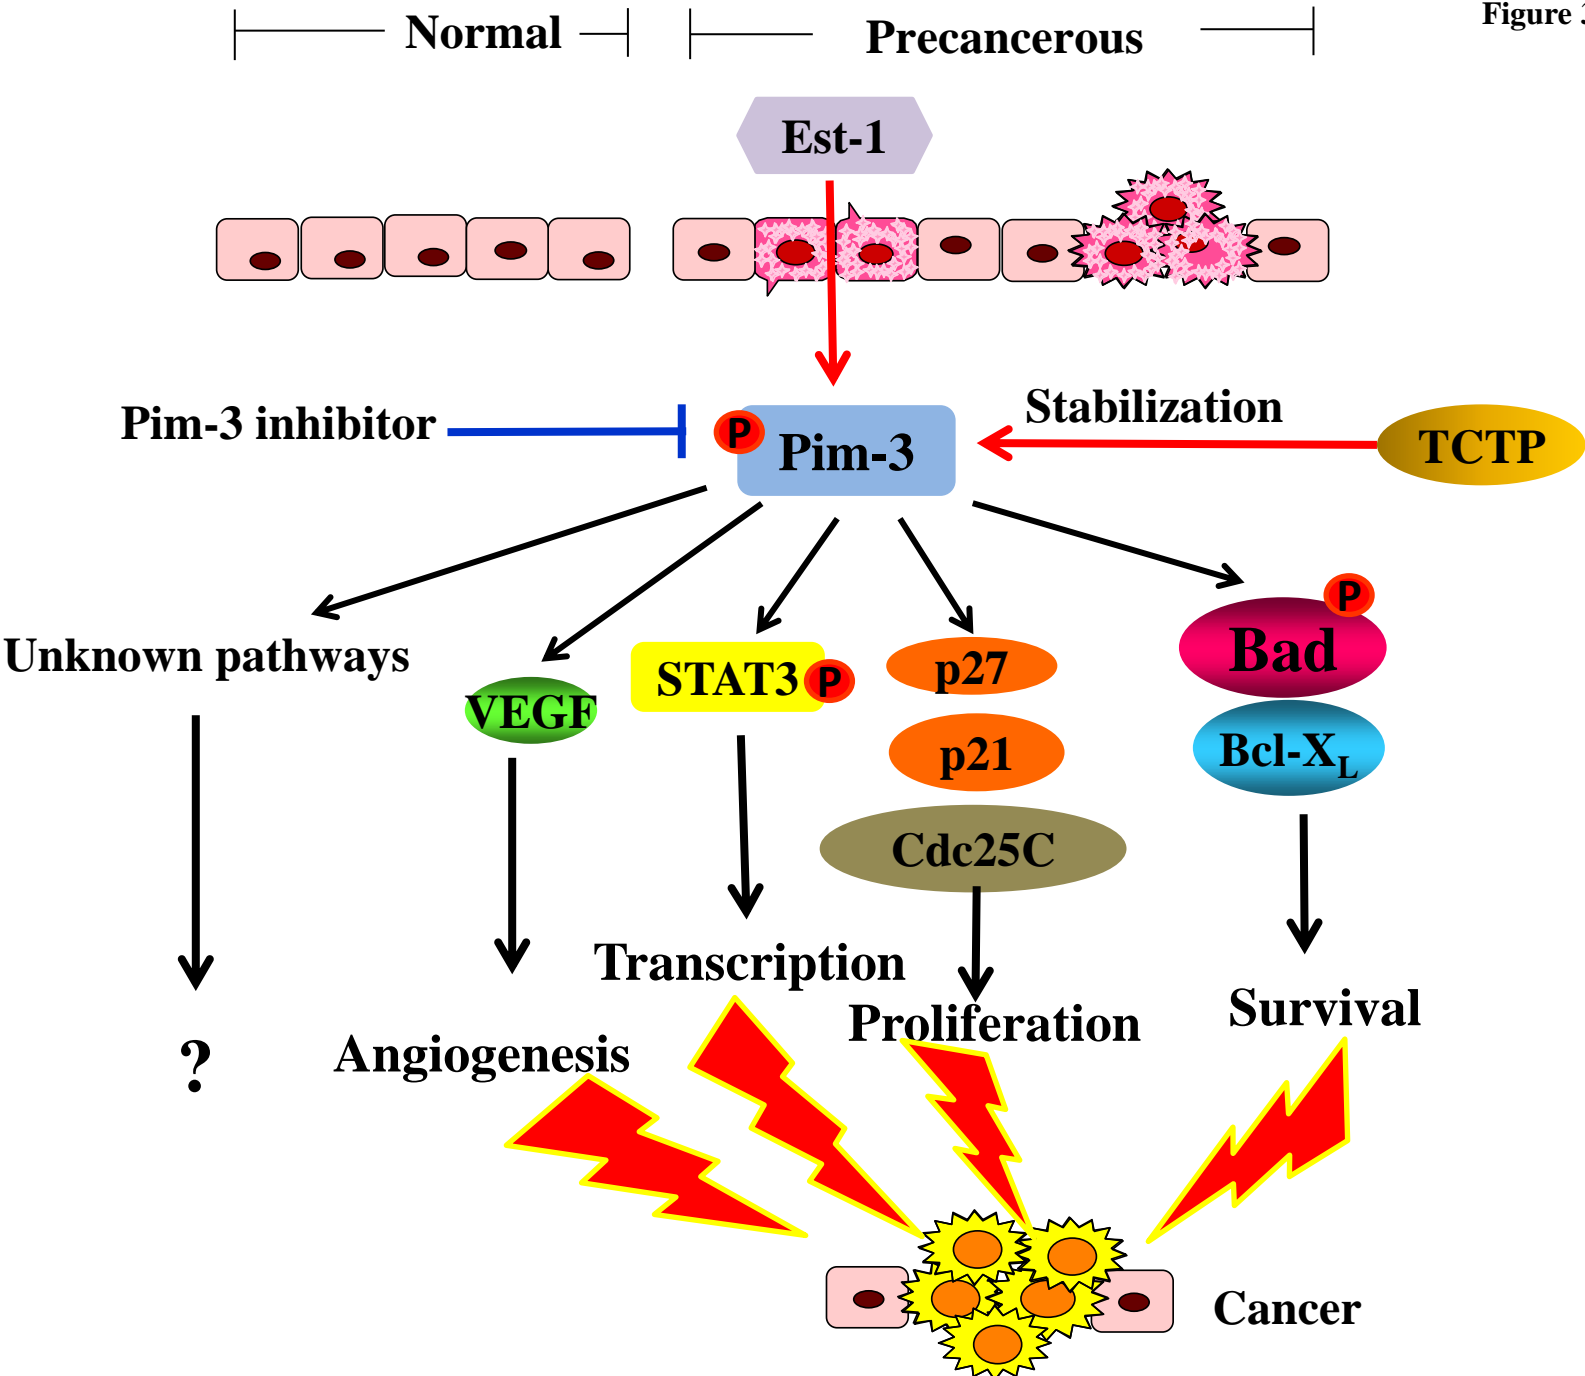 Figure 3
Normal
Precancerous
Est-1
Pim-3 inhibitor
P
Pim-3
Stabilization
TCTP
Unknown pathways
VEGF
STAT3
P
p27
p21
Cdc25C
P
Bad
Bcl-XL
Transcription
Proliferation
Survival
?
Angiogenesis
Cancer